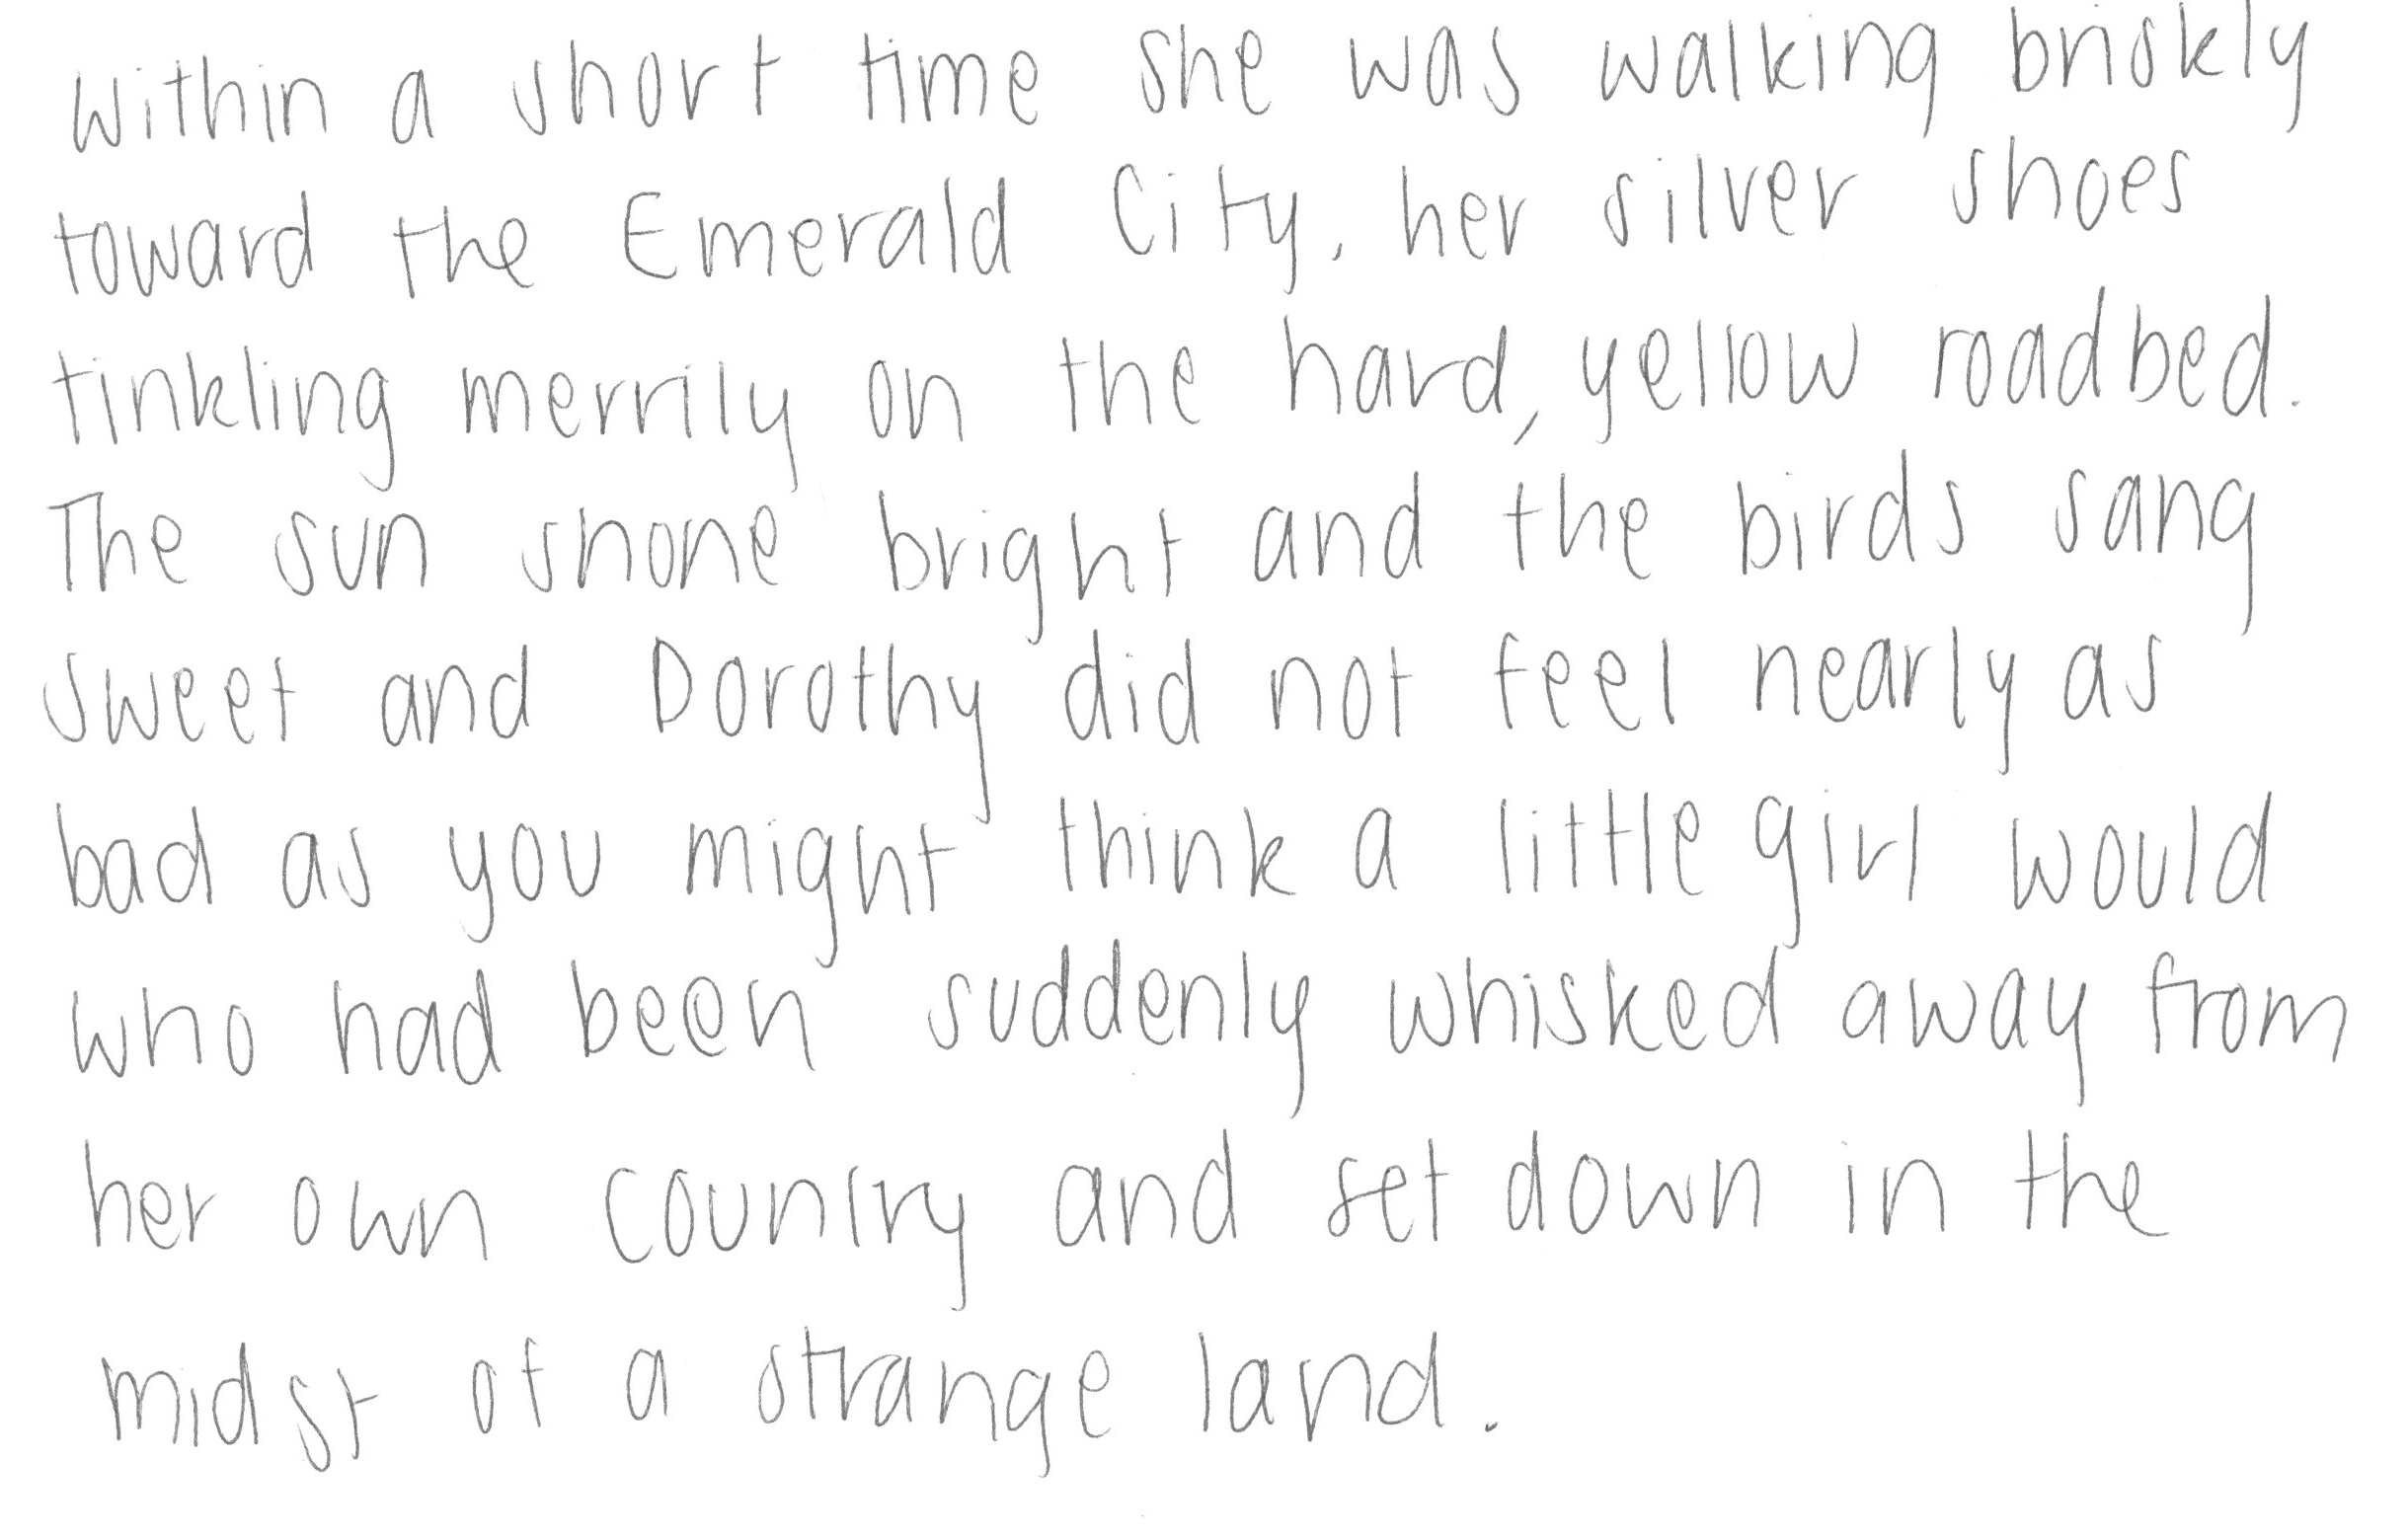 Within a short time she was walking briskly
toward the Emerald City, her silver shoes
tinkling merrily on the hard, yellow roadbed.
The sun shone bright and the birds sang
sweet and Dorothy did not feel nearly as
bad as you might think a little girl would
who had been suddenly whisked away from
her own country and set down in the
midst of a strange land.